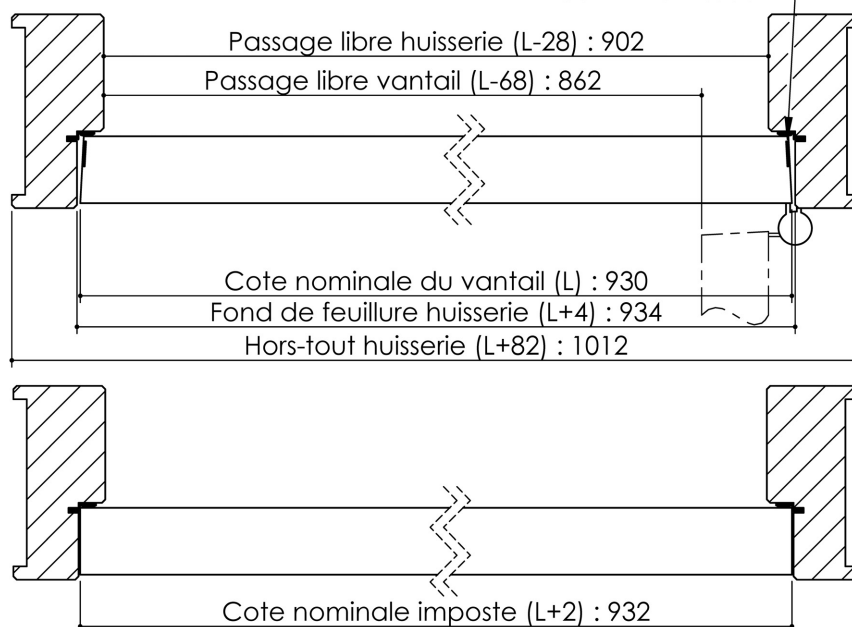 Passage libre huisserie (L-28) : 902
Passage libre vantail (L-68) : 862
Cote nominale du vantail (L) : 930
Fond de feuillure huisserie (L+4) : 934
Hors-tout huisserie (L+82) : 1012
Cote nominale imposte (L+2) : 932